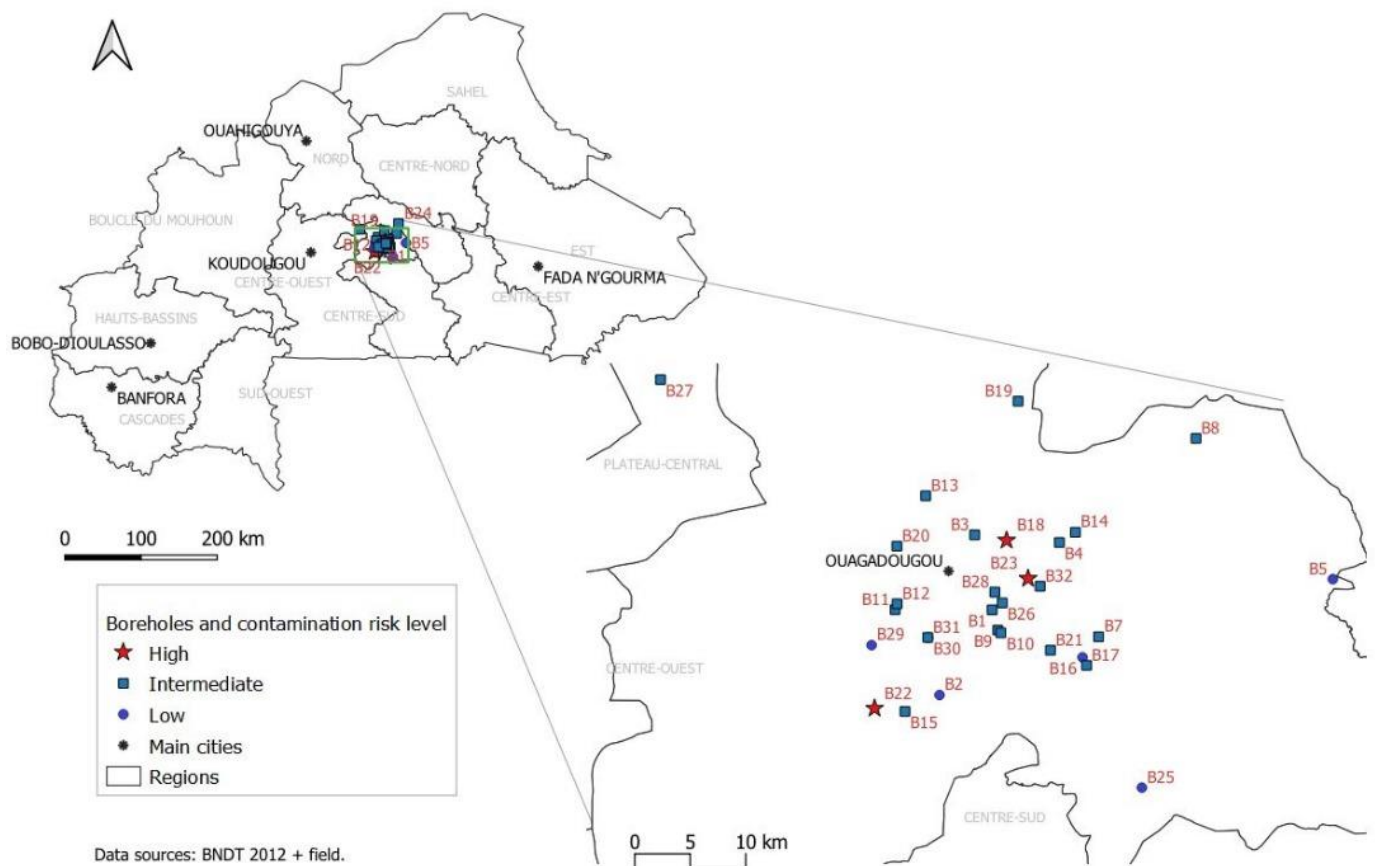 SAHEL
OUAHIGOUYA
NORD
CENTRE-NORD
BOUCLE DU MOUHOUN
B19
B24
B12
B5
B22
EST
KOUDOUGOU
FADA N'GOURMA
CENTRE-OUEST
CENTRE-EST
HAUTS-BASSINS
CENTRE-SUD
BOBO-DIOULASSO
BANFORA
SUD-OUEST
CASCADES
B27
B19
B8
PLATEAU-CENTRAL
B13
B3
B18
B14
B20
B4
OUAGADOUGOU
B23
B32
B5
B28
B11
B12
B26
B1
B29
B31
B9
B10
B7
B30
B21
B17
B16
CENTRE-OUEST
B22
B2
B15
B25
CENTRE-SUD
0 100 200 km
Boreholes and contamination risk level
High
Intermediate
Low
Main cities
Regions
Data sources: BNDT 2012 + field.
0 5 10 km